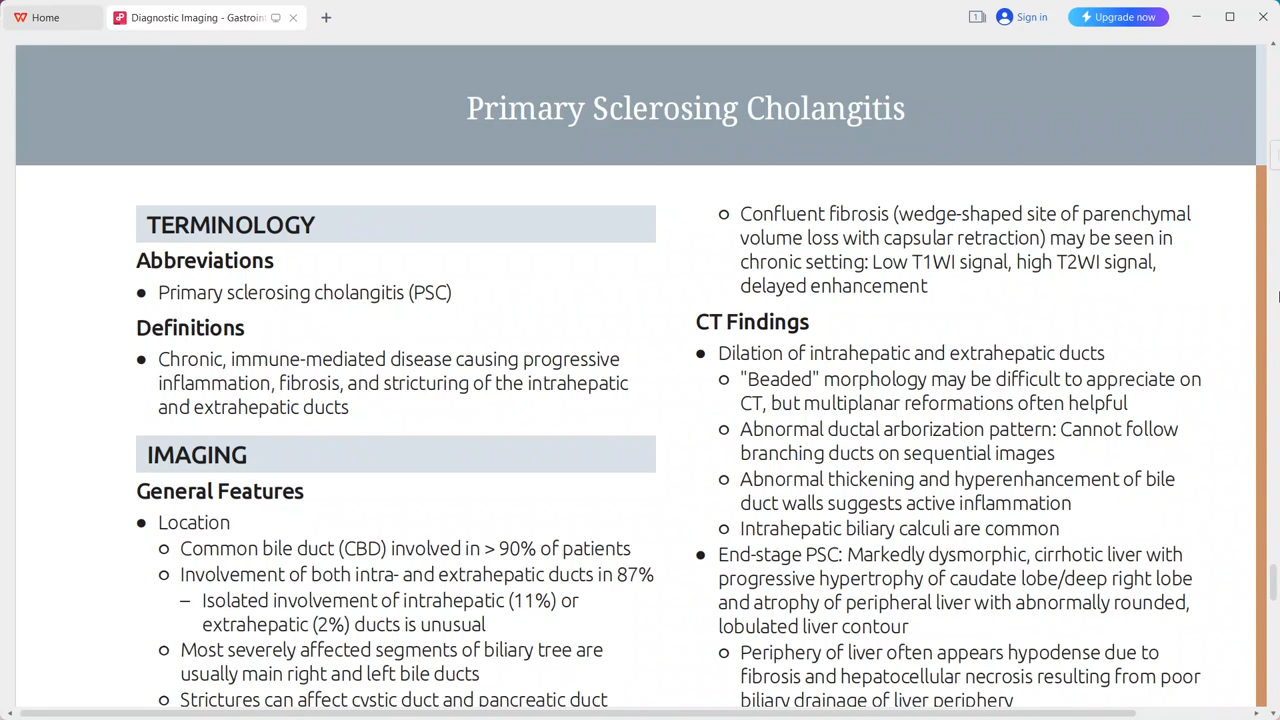 Home
Diagnostic Imaging - Gastroin
1
Sign in
Upgrade now
Primary Sclerosing Cholangitis
TERMINOLOGY
Abbreviations
● Primary sclerosing cholangitis (PSC)
Definitions
● Chronic, immune-mediated disease causing progressive
inflammation, fibrosis, and stricturing of the intrahepatic
and extrahepatic ducts
IMAGING
General Features
● Location
○ Common bile duct (CBD) involved in > 90% of patients
○ Involvement of both intra- and extrahepatic ducts in 87%
– Isolated involvement of intrahepatic (11%) or
extrahepatic (2%) ducts is unusual
○ Most severely affected segments of biliary tree are
usually main right and left bile ducts
○ Strictures can affect cystic duct and pancreatic duct
○ Confluent fibrosis (wedge-shaped site of parenchymal
volume loss with capsular retraction) may be seen in
chronic setting: Low T1WI signal, high T2WI signal,
delayed enhancement
CT Findings
● Dilation of intrahepatic and extrahepatic ducts
○ "Beaded" morphology may be difficult to appreciate on
CT, but multiplanar reformations often helpful
○ Abnormal ductal arborization pattern: Cannot follow
branching ducts on sequential images
○ Abnormal thickening and hyperenhancement of bile
duct walls suggests active inflammation
○ Intrahepatic biliary calculi are common
● End-stage PSC: Markedly dysmorphic, cirrhotic liver with
progressive hypertrophy of caudate lobe/deep right lobe
and atrophy of peripheral liver with abnormally rounded,
lobulated liver contour
○ Periphery of liver often appears hypodense due to
fibrosis and hepatocellular necrosis resulting from poor
biliary drainage of liver periphery